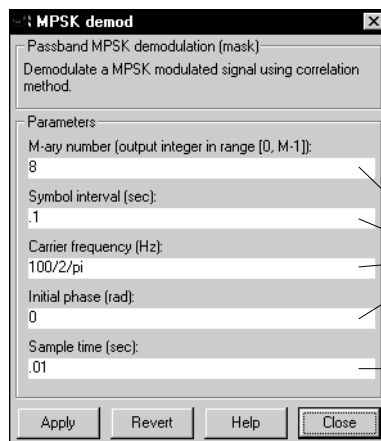 MPSK demod
Passband MPSK demodulation (mask)
Demodulate a MPSK modulated signal using correlation
method.
Parameters
M-ary number (output integer in range [0, M-1]):
8
Symbol interval (sec):
.1
Carrier frequency (Hz):
100/2/pi
Initial phase (rad):
0
Sample time (sec):
.01
Apply Revert Help Close